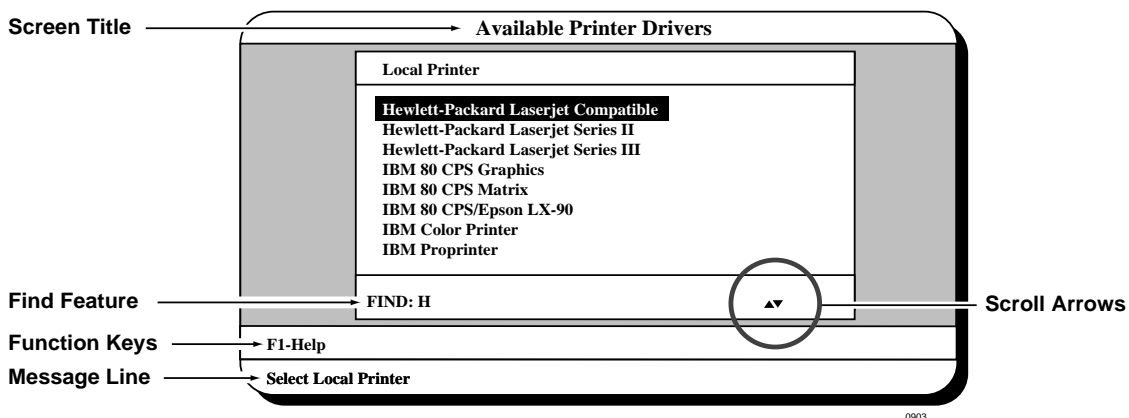 Screen Title
Available Printer Drivers
Local Printer
Hewlett-Packard Laserjet Compatible
Hewlett-Packard Laserjet Series II
Hewlett-Packard Laserjet Series III
IBM 80 CPS Graphics
IBM 80 CPS Matrix
IBM 80 CPS/Epson LX-90
IBM Color Printer
IBM Proprinter
Find Feature
FIND: H
Scroll Arrows
Function Keys
F1-Help
Message Line
Select Local Printer
0903